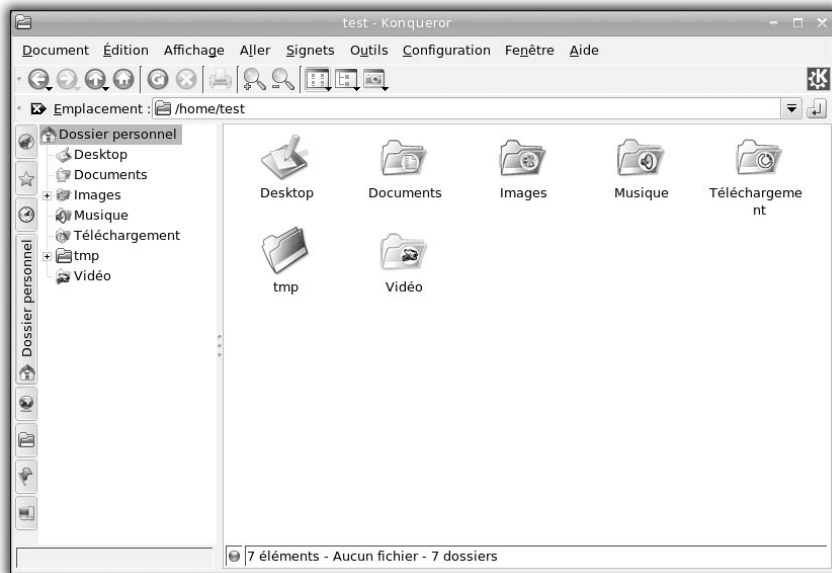 test - Konqueror
Document Édition Affichage Aller Signets Outils Configuration Fenêtre Aide
Emplacement : /home/test
Dossier personnel
Desktop
Documents
Images
Musique
Téléchargement
tmp
Vidéo
Dossier personnel
Desktop Documents Images Musique Téléchargeme
nt
tmp Vidéo
7 éléments - Aucun fichier - 7 dossiers